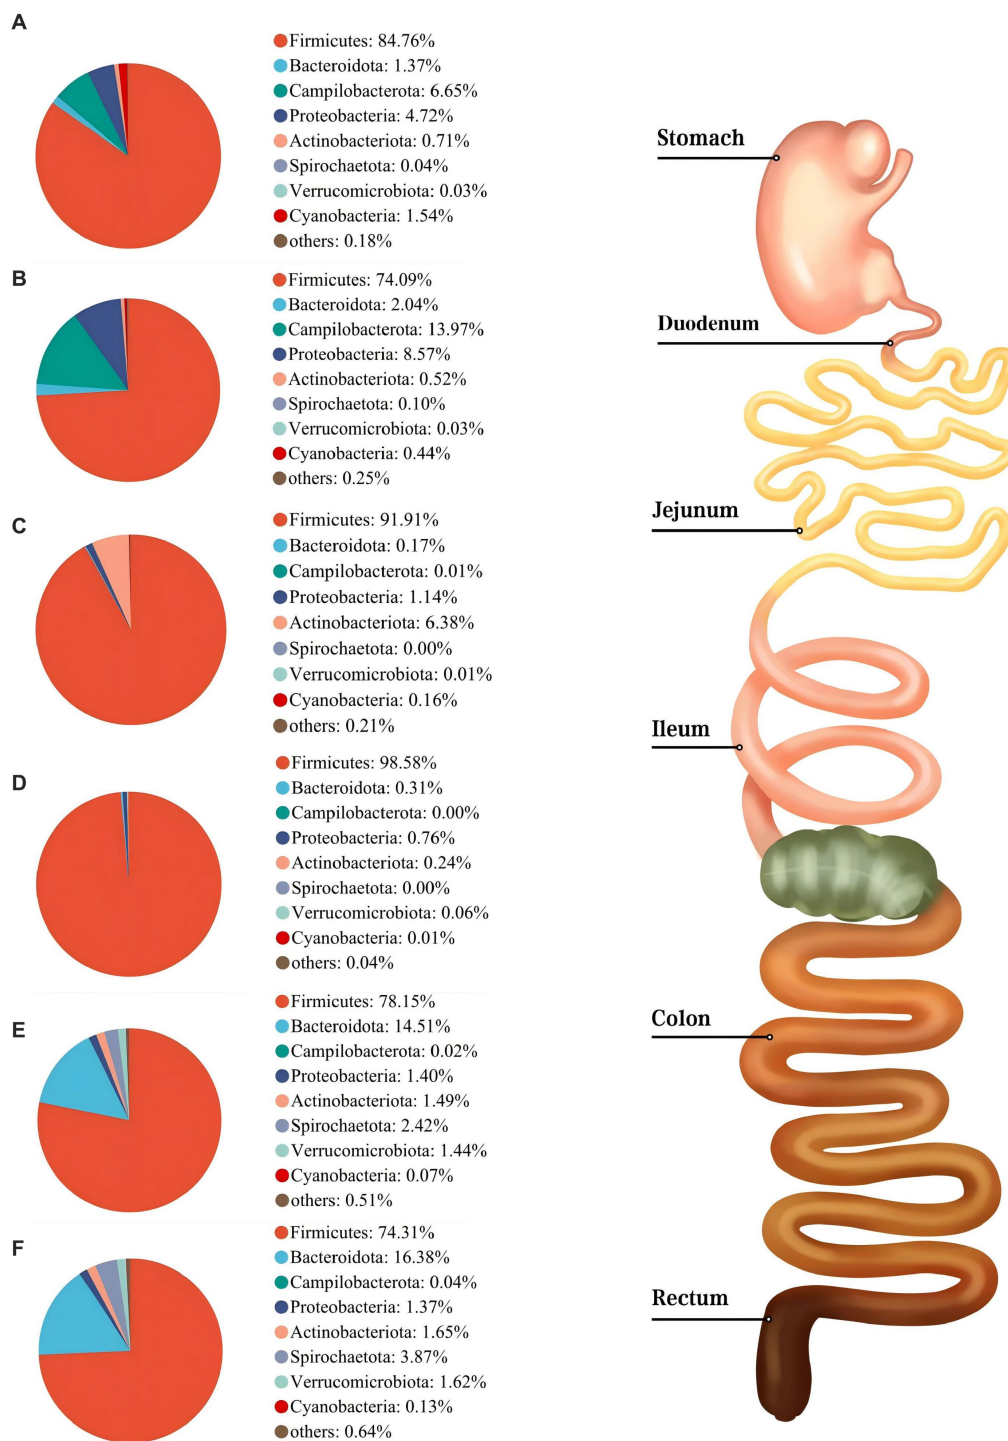 A
Firmicutes: 84.76%
Bacteroidota: 1.37%
Campilobacterota: 6.65%
Proteobacteria: 4.72%
Actinobacteriota: 0.71%
Spirochaetota: 0.04%
Verrucomicrobiota: 0.03%
Cyanobacteria: 1.54%
others: 0.18%
B
Firmicutes: 74.09%
Bacteroidota: 2.04%
Campilobacterota: 13.97%
Proteobacteria: 8.57%
Actinobacteriota: 0.52%
Spirochaetota: 0.10%
Verrucomicrobiota: 0.03%
Cyanobacteria: 0.44%
others: 0.25%
C
Firmicutes: 91.91%
Bacteroidota: 0.17%
Campilobacterota: 0.01%
Proteobacteria: 1.14%
Actinobacteriota: 6.38%
Spirochaetota: 0.00%
Verrucomicrobiota: 0.01%
Cyanobacteria: 0.16%
others: 0.21%
D
Firmicutes: 98.58%
Bacteroidota: 0.31%
Campilobacterota: 0.00%
Proteobacteria: 0.76%
Actinobacteriota: 0.24%
Spirochaetota: 0.00%
Verrucomicrobiota: 0.06%
Cyanobacteria: 0.01%
others: 0.04%
E
Firmicutes: 78.15%
Bacteroidota: 14.51%
Campilobacterota: 0.02%
Proteobacteria: 1.40%
Actinobacteriota: 1.49%
Spirochaetota: 2.42%
Verrucomicrobiota: 1.44%
Cyanobacteria: 0.07%
others: 0.51%
F
Firmicutes: 74.31%
Bacteroidota: 16.38%
Campilobacterota: 0.04%
Proteobacteria: 1.37%
Actinobacteriota: 1.65%
Spirochaetota: 3.87%
Verrucomicrobiota: 1.62%
Cyanobacteria: 0.13%
others: 0.64%
Stomach
Duodenum
Jejunum
Ileum
Colon
Rectum